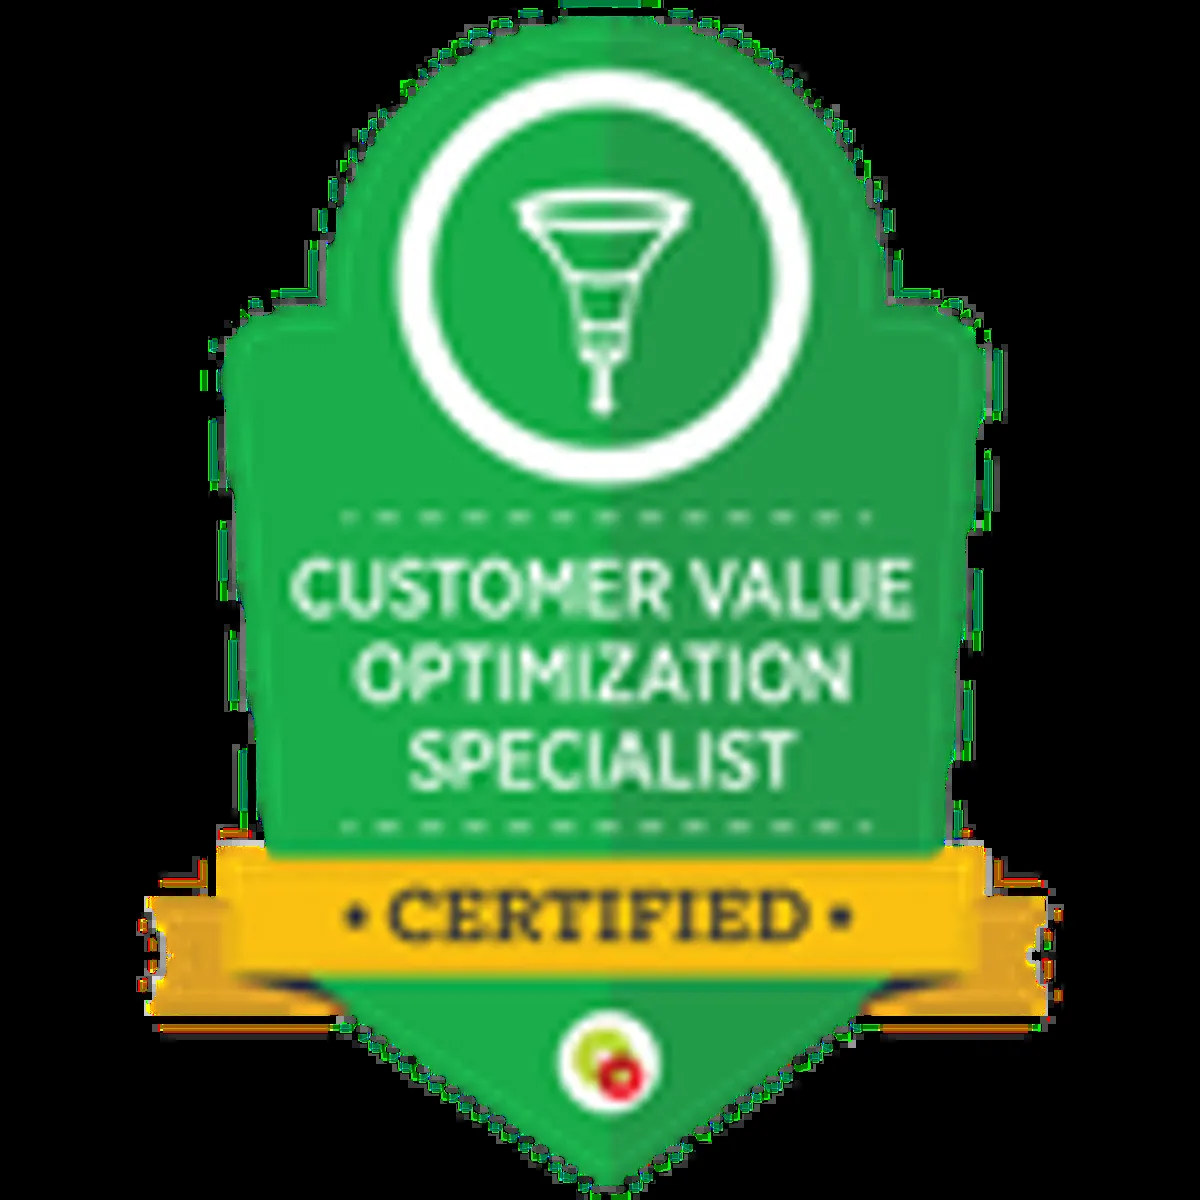 CUSTOMER VALUE
OPTIMIZATION
SPECIALIST
• CERTIFIED •